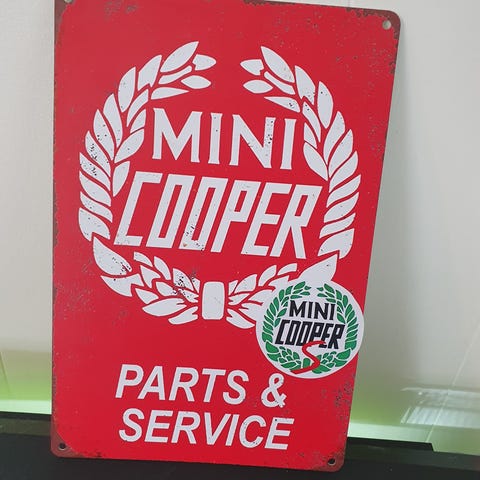 MINI
COOPER
MINI
COOPER
S
PARTS &
SERVICE